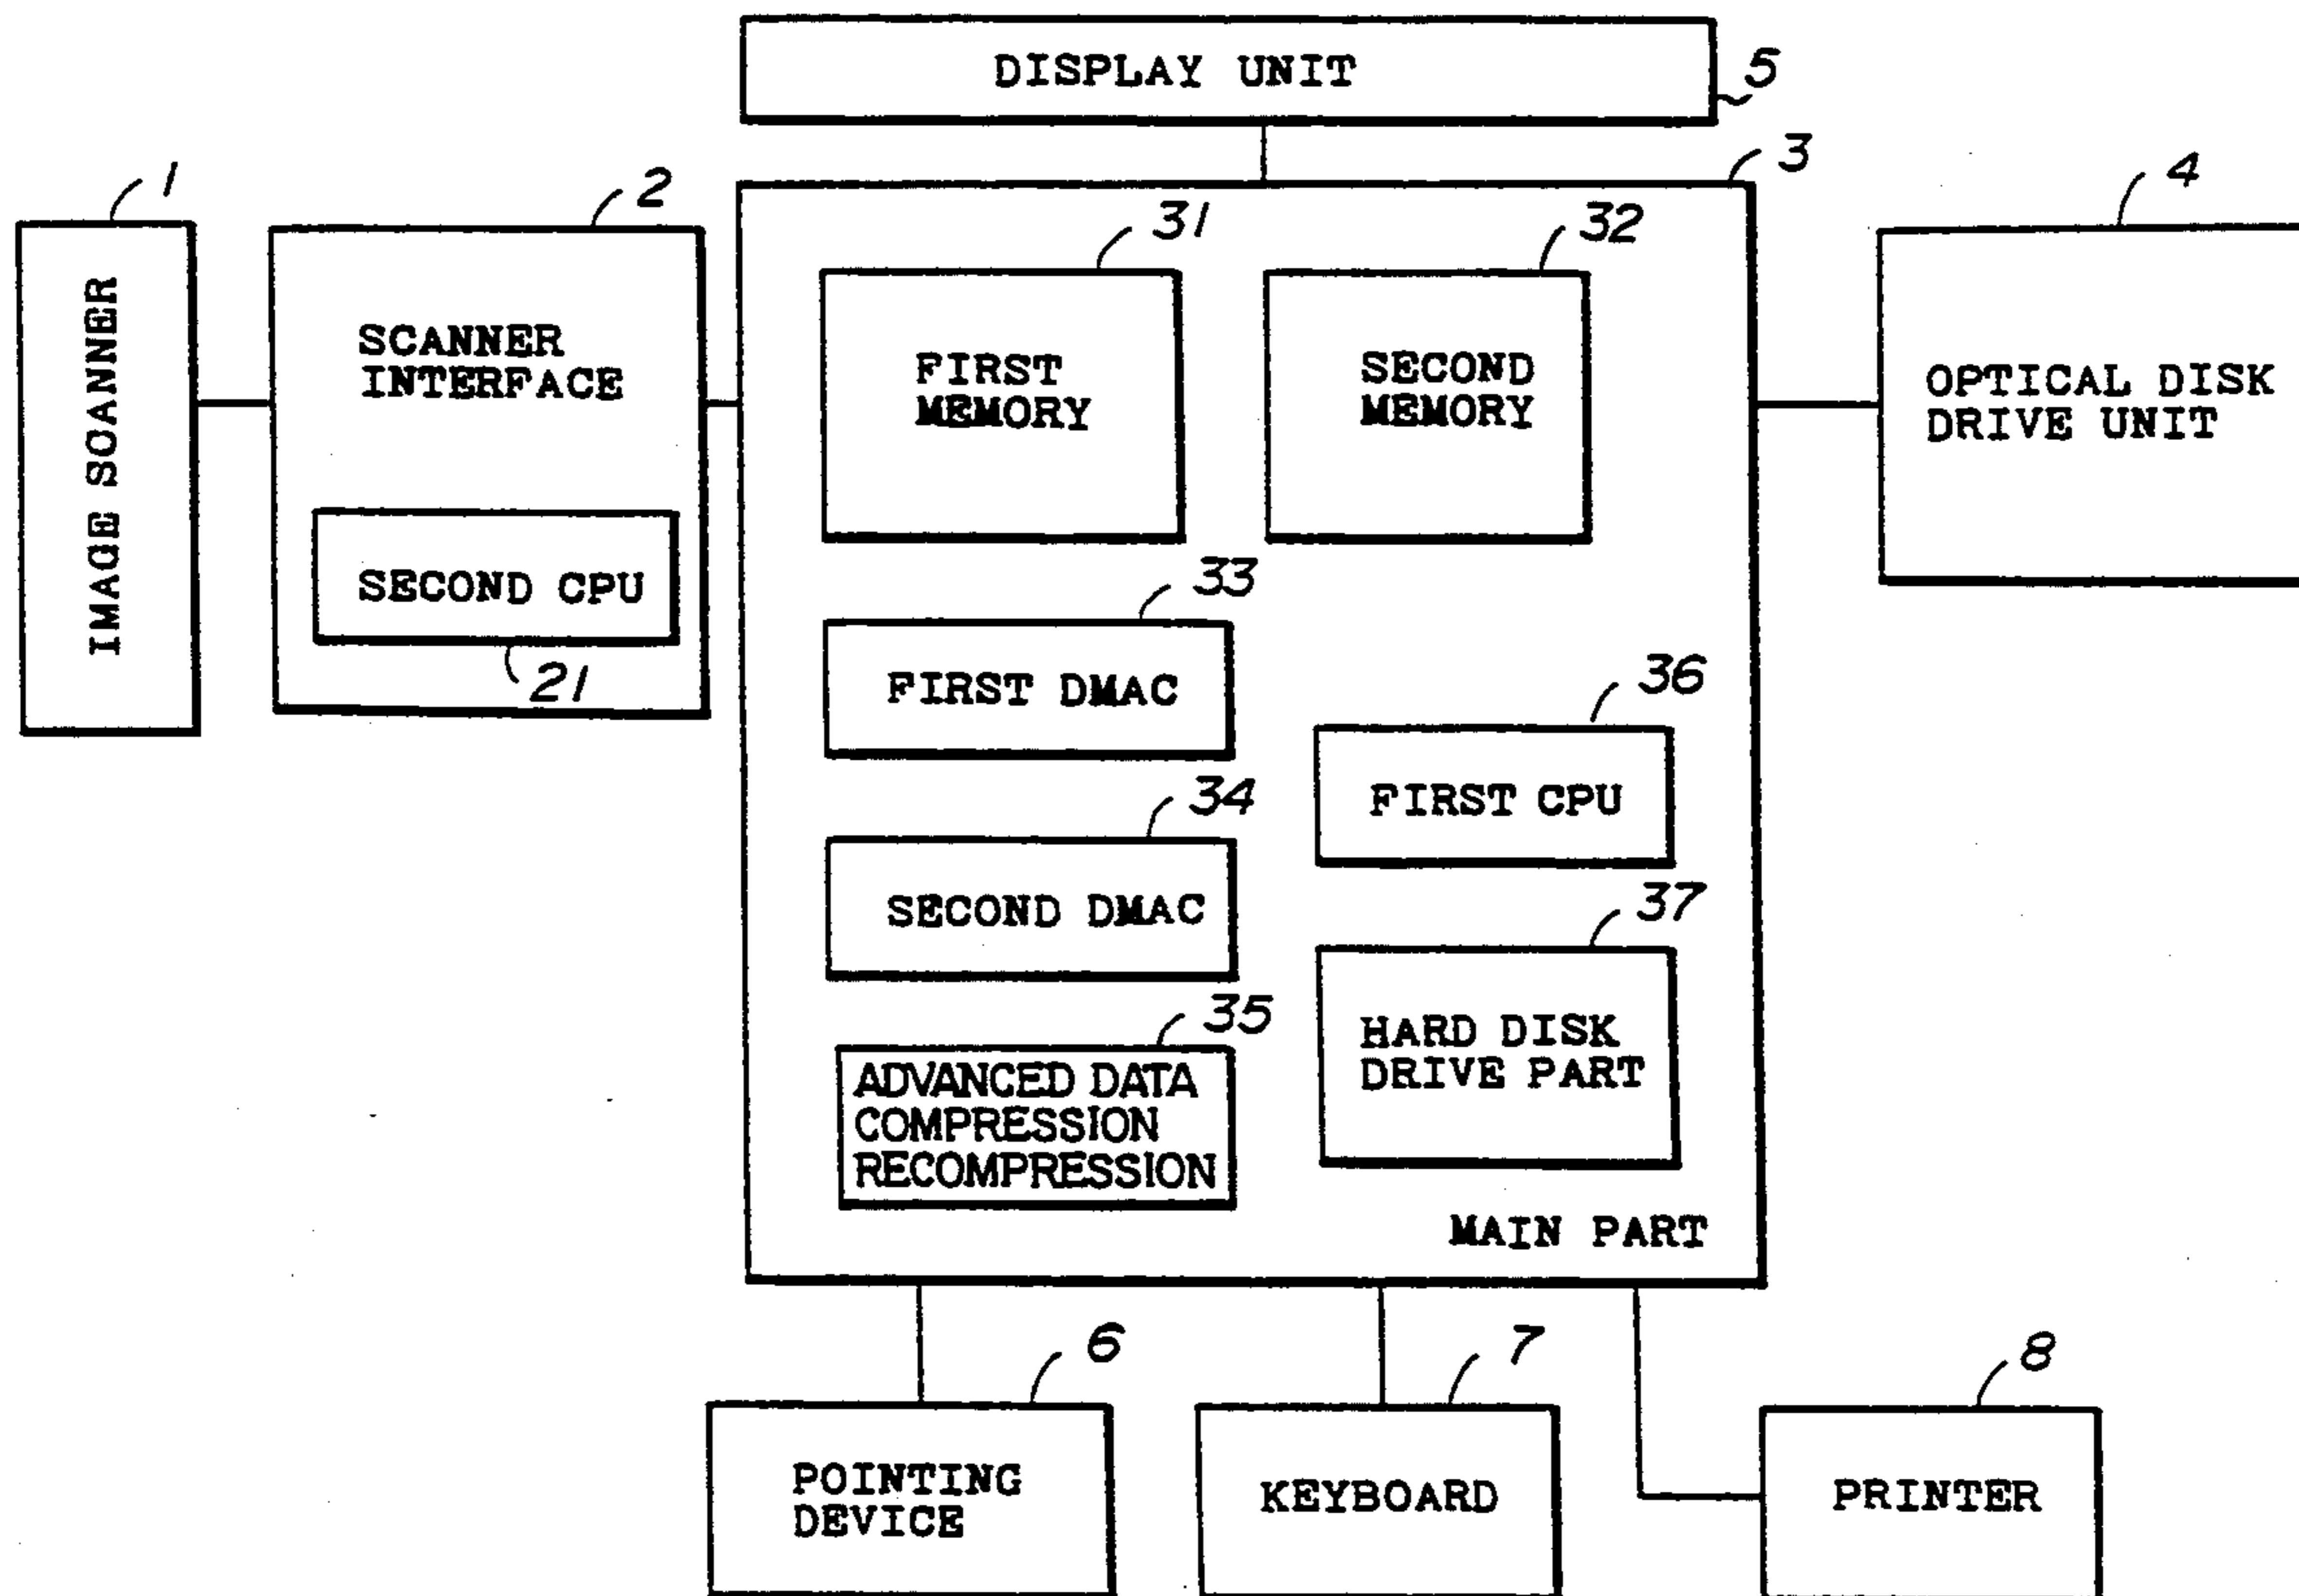 DISPLAY UNIT
5
3
1
2
4
31
32
IMAGE SOANNER
SCANNER
INTERFACE
FIRST
MEMORY
SECOND
MEMORY
OPTICAL DISK
DRIVE UNIT
SECOND CPU
21
33
FIRST DMAC
36
FIRST CPU
34
SECOND DMAC
37
HARD DISK
DRIVE PART
35
ADVANCED DATA
COMPRESSION
RECOMPRESSION
MAIN PART
6
7
8
POINTING
DEVICE
KEYBOARD
PRINTER